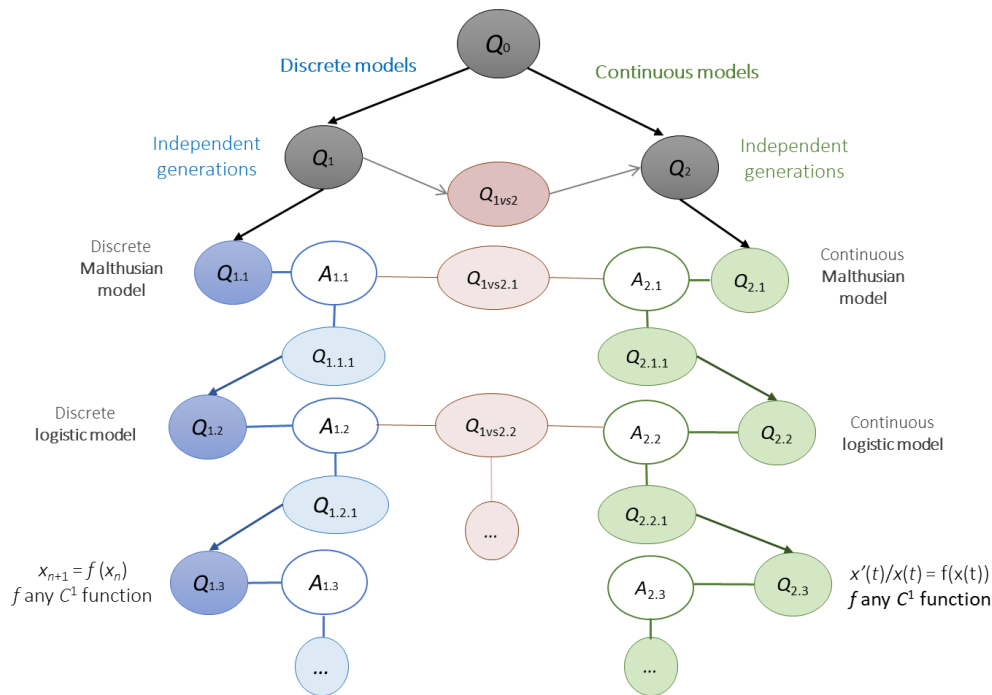 Q0
Discrete models
Continuous models
Independent
generations
Q1
Q1vs2
Q2
Independent
generations
Discrete
Malthusian
model
Q1.1
A1.1
Q1vs2.1
A2.1
Q2.1
Continuous
Malthusian
model
Q1.1.1
Q2.1.1
Discrete
logistic model
Q1.2
A1.2
Q1vs2.2
A2.2
Q2.2
Continuous
logistic model
Q1.2.1
Q2.2.1
...
xn+1 = f (xn)
f any C1 function
Q1.3
A1.3
A2.3
Q2.3
x′(t)/x(t) = f(x(t))
f any C1 function
...
...